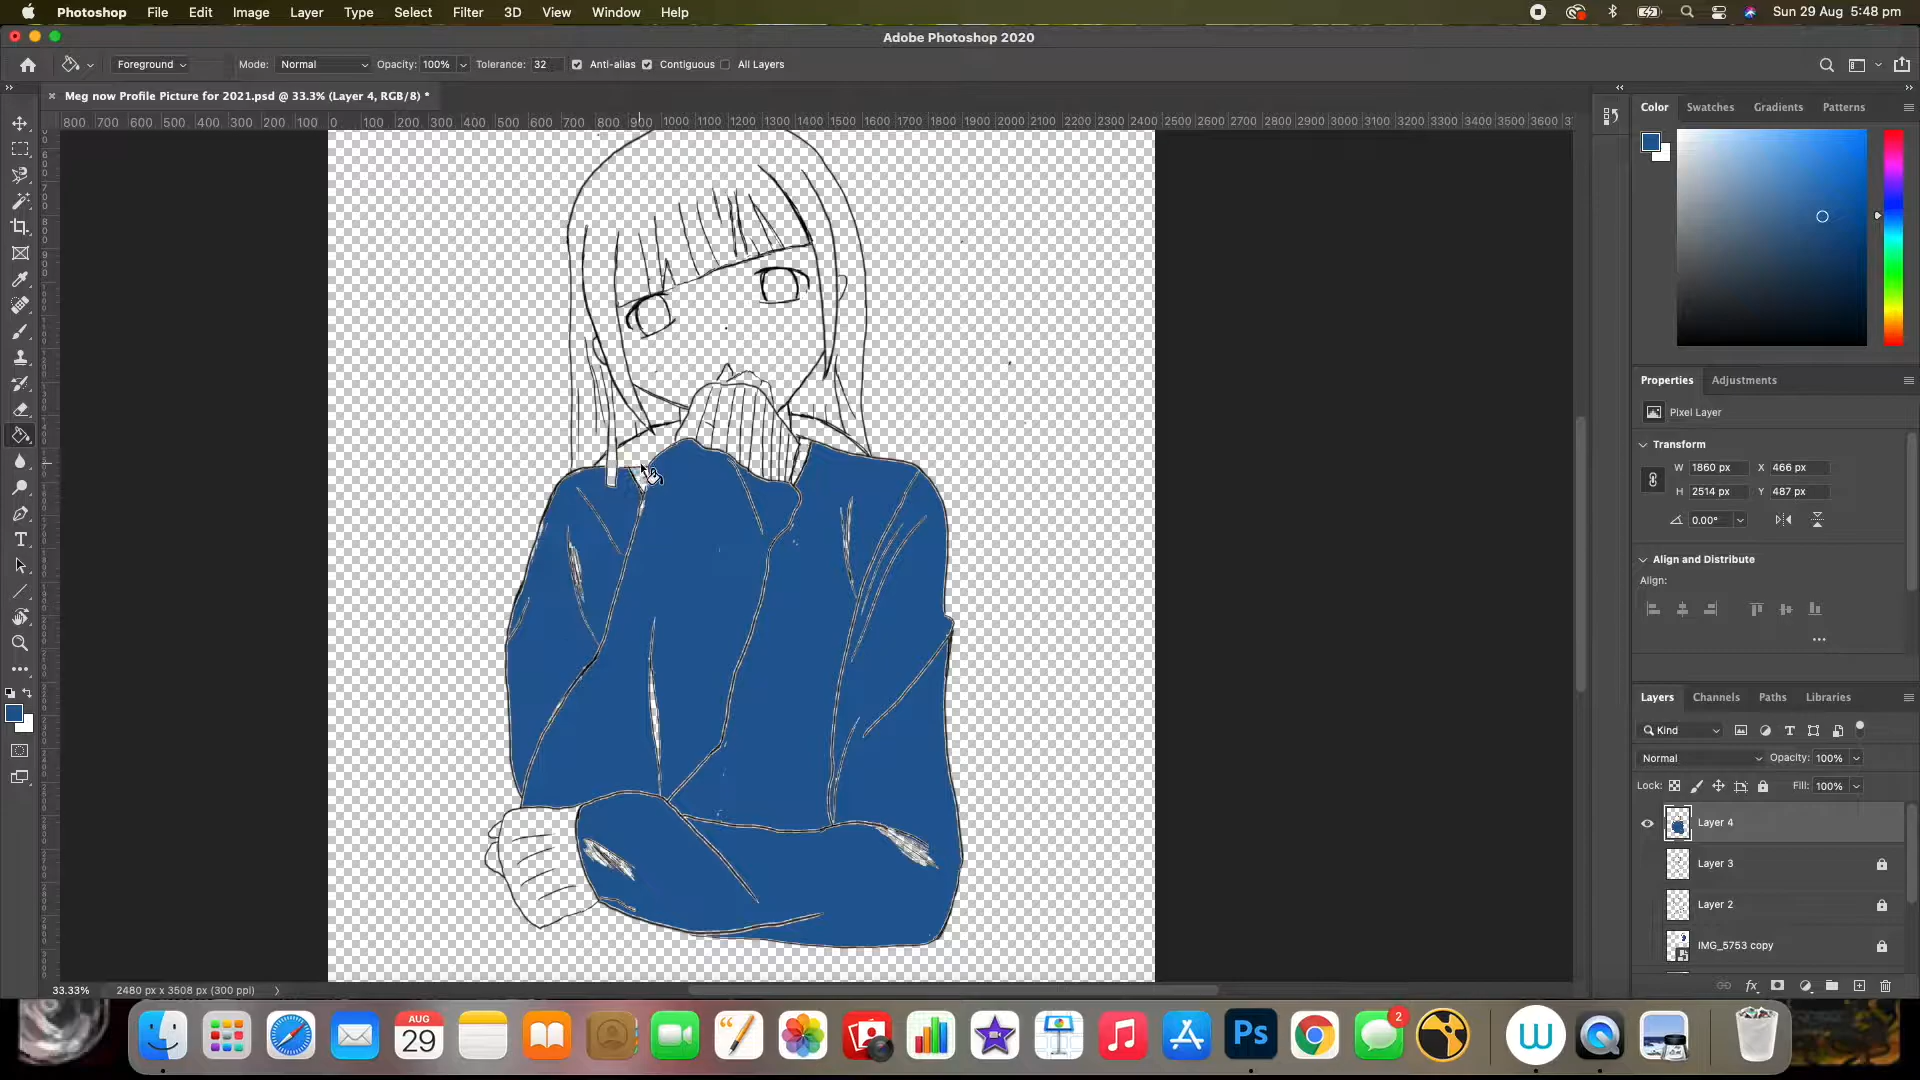 Photoshop File Edit Image Layer Type Select Filter 3D View Window Help Sun 29 Aug 5:48 pm
Adobe Photoshop 2020
Foreground Mode: Normal Opacity: 100% Tolerance: 32 Anti-alias Contiguous All Layers
Meg now Profile Picture for 2021.psd @ 33.3% (Layer 4, RGB/8) *
800 700 600 500 400 300 200 100 0 100 200 300 400 500 600 700 800 900 1000 1100 1200 1300 1400 1500 1600 1700 1800 1900 2000 2100 2200 2300 2400 2500 2600 2700 2800 2900 3000 3100 3200 3300 3400 3500 3600
Color Swatches Gradients Patterns
Properties Adjustments
Pixel Layer
Transform
W 1860 px X 466 px
H 2514 px Y 487 px
0.00°
Align and Distribute
Align:
Layers Channels Paths Libraries
Kind
Normal Opacity: 100%
Lock: Fill: 100%
Layer 4
Layer 3
Layer 2
IMG_5753 copy
fx
33.33% 2480 px x 3508 px (300 ppi)
AUG
29
Ps
2
W